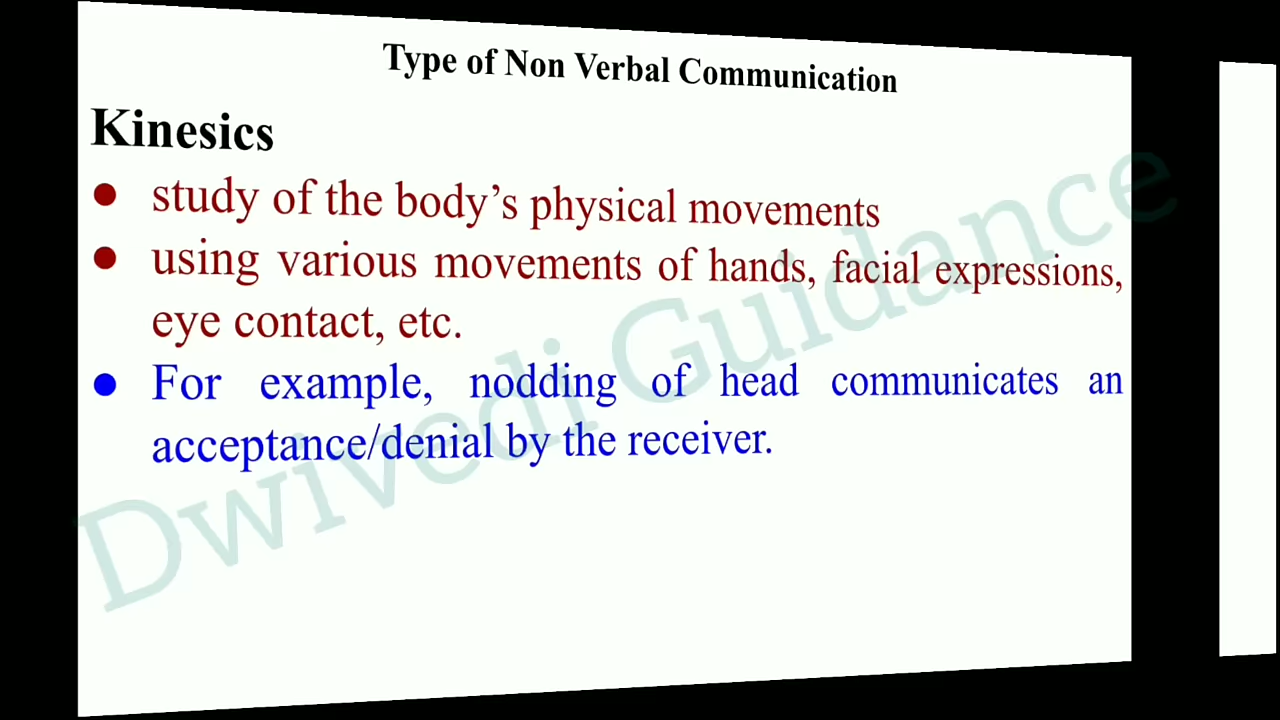 Type of Non Verbal Communication
Kinesics
● study of the body’s physical movements
● using various movements of hands, facial expressions,
eye contact, etc.
● For example, nodding of head communicates an
acceptance/denial by the receiver.
Dwivedi Guidance